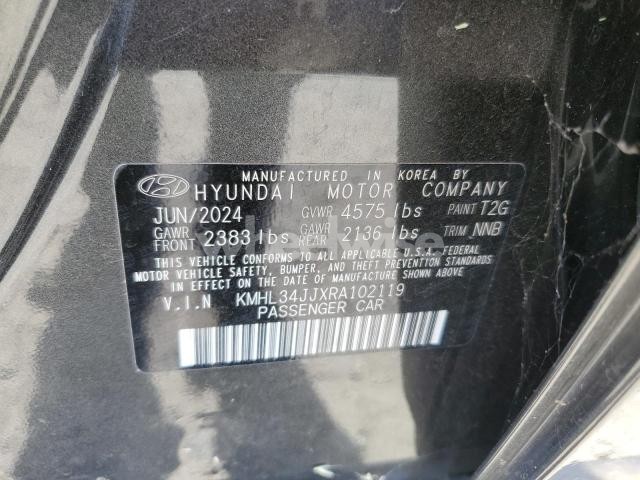 MANUFACTURED IN KOREA BY
HYUNDAI MOTOR COMPANY
JUN/2024 GVWR 4575 lbs PAINT T2G
GAWR FRONT 2383 lbs GAWR REAR 2136 lbs TRIM NNB
THIS VEHICLE CONFORMS TO ALL APPLICABLE U.S.A. FEDERAL
MOTOR VEHICLE SAFETY, BUMPER, AND THEFT PREVENTION STANDARDS
IN EFFECT ON THE DATE OF MANUFACTURE SHOWN ABOVE.
V.I.N KMHL34JJXRA102119
PASSENGER CAR